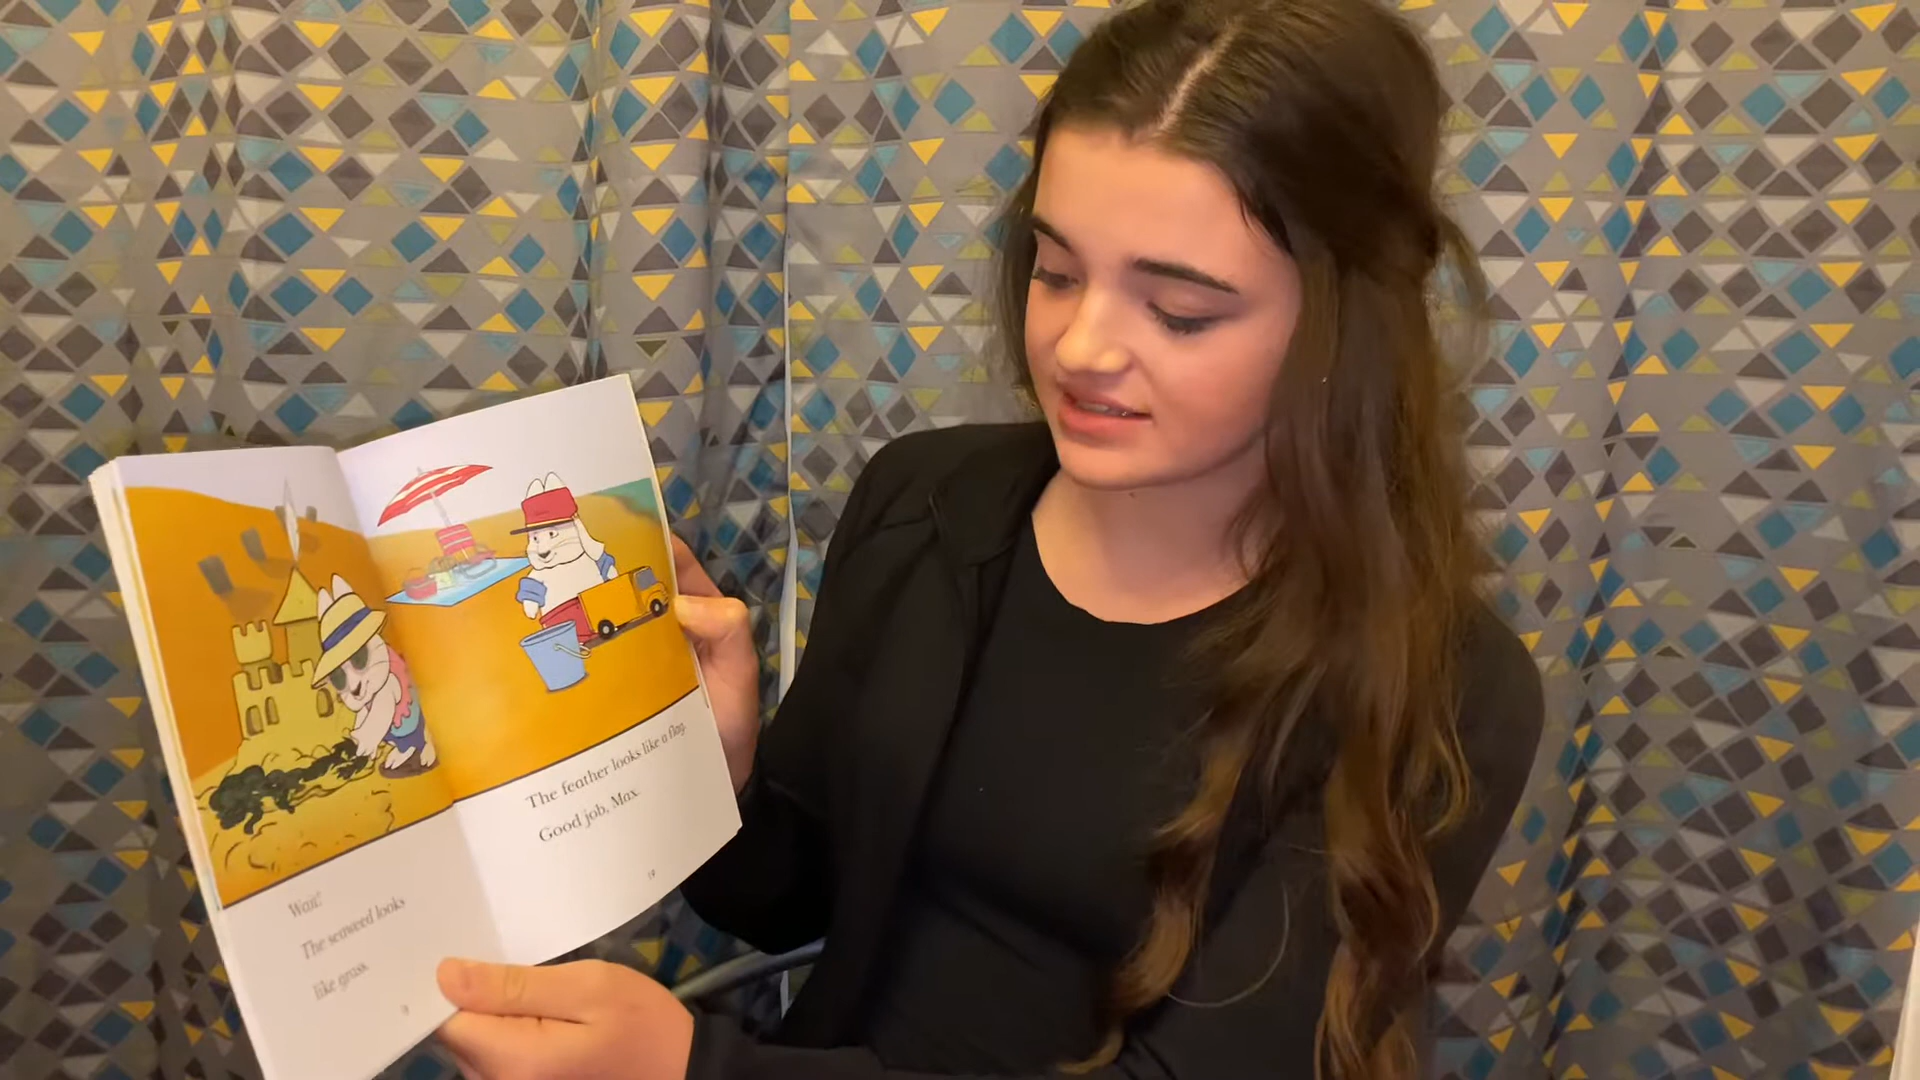 Wait!
The seaweed looks
like grass.
The feather looks like a flag.
Good job, Max.
19